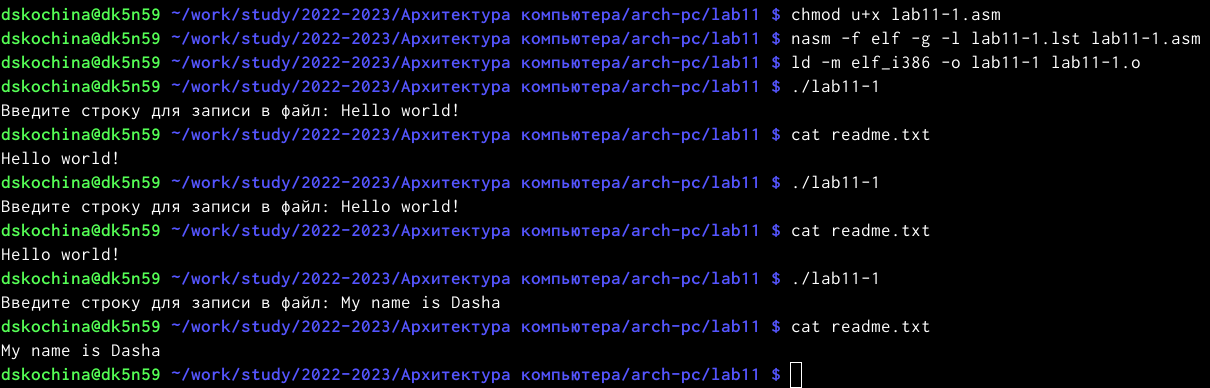 dskochina@dk5n59 ~/work/study/2022-2023/Архитектура компьютера/arch-pc/lab11 $ chmod u+x lab11-1.asm
dskochina@dk5n59 ~/work/study/2022-2023/Архитектура компьютера/arch-pc/lab11 $ nasm -f elf -g -l lab11-1.lst lab11-1.asm
dskochina@dk5n59 ~/work/study/2022-2023/Архитектура компьютера/arch-pc/lab11 $ ld -m elf_i386 -o lab11-1 lab11-1.o
dskochina@dk5n59 ~/work/study/2022-2023/Архитектура компьютера/arch-pc/lab11 $ ./lab11-1
Введите строку для записи в файл: Hello world!
dskochina@dk5n59 ~/work/study/2022-2023/Архитектура компьютера/arch-pc/lab11 $ cat readme.txt
Hello world!
dskochina@dk5n59 ~/work/study/2022-2023/Архитектура компьютера/arch-pc/lab11 $ ./lab11-1
Введите строку для записи в файл: Hello world!
dskochina@dk5n59 ~/work/study/2022-2023/Архитектура компьютера/arch-pc/lab11 $ cat readme.txt
Hello world!
dskochina@dk5n59 ~/work/study/2022-2023/Архитектура компьютера/arch-pc/lab11 $ ./lab11-1
Введите строку для записи в файл: My name is Dasha
dskochina@dk5n59 ~/work/study/2022-2023/Архитектура компьютера/arch-pc/lab11 $ cat readme.txt
My name is Dasha
dskochina@dk5n59 ~/work/study/2022-2023/Архитектура компьютера/arch-pc/lab11 $